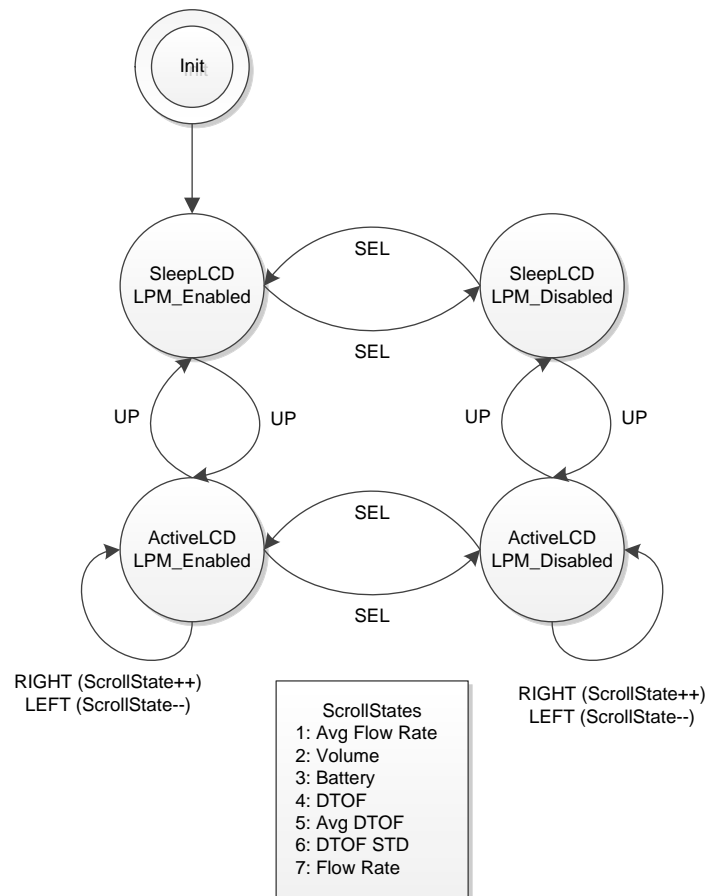 Init
SleepLCD
LPM_Enabled
SEL
SEL
SleepLCD
LPM_Disabled
UP
UP
UP
UP
ActiveLCD
LPM_Enabled
SEL
SEL
ActiveLCD
LPM_Disabled
RIGHT (ScrollState++)
LEFT (ScrollState--)
RIGHT (ScrollState++)
LEFT (ScrollState--)
ScrollStates
1: Avg Flow Rate
2: Volume
3: Battery
4: DTOF
5: Avg DTOF
6: DTOF STD
7: Flow Rate